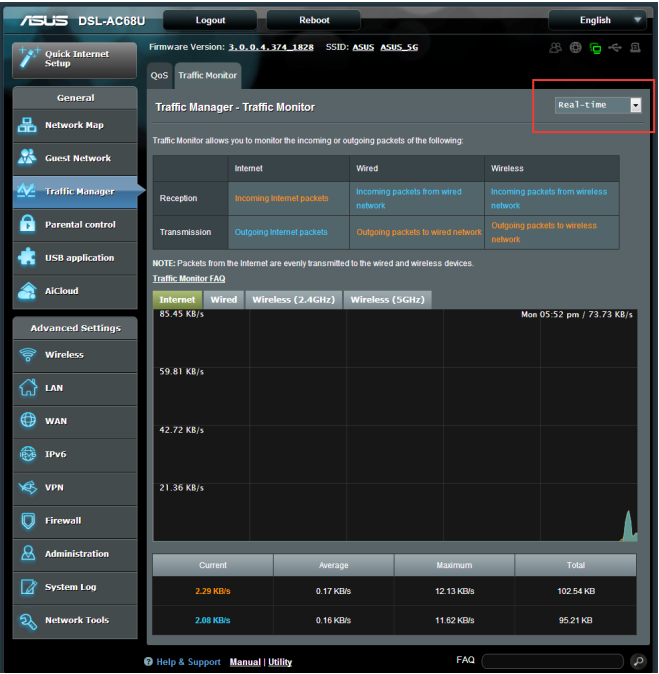 ASUS DSL-AC68U Logout Reboot English
Quick Internet Setup
Firmware Version: 3.0.0.4.374_1828 SSID: ASUS ASUS_5G
QoS Traffic Monitor
General
Network Map
Guest Network
Traffic Manager
Parental control
USB application
AiCloud
Advanced Settings
Wireless
LAN
WAN
IPv6
VPN
Firewall
Administration
System Log
Network Tools
Traffic Manager - Traffic Monitor
Real-time
Traffic Monitor allows you to monitor the incoming or outgoing packets of the following:
Internet Wired Wireless
Reception Incoming Internet packets Incoming packets from wired network Incoming packets from wireless network
Transmission Outgoing Internet packets Outgoing packets to wired network Outgoing packets to wireless network
NOTE: Packets from the Internet are evenly transmitted to the wired and wireless devices.
Traffic Monitor FAQ
Internet Wired Wireless (2.4GHz) Wireless (5GHz)
85.45 KB/s Mon 05:52 pm / 73.73 KB/s
59.81 KB/s
42.72 KB/s
21.36 KB/s
Current Average Maximum Total
2.29 KB/s 0.17 KB/s 12.13 KB/s 102.54 KB
2.08 KB/s 0.16 KB/s 11.62 KB/s 95.21 KB
Help & Support Manual | Utility FAQ